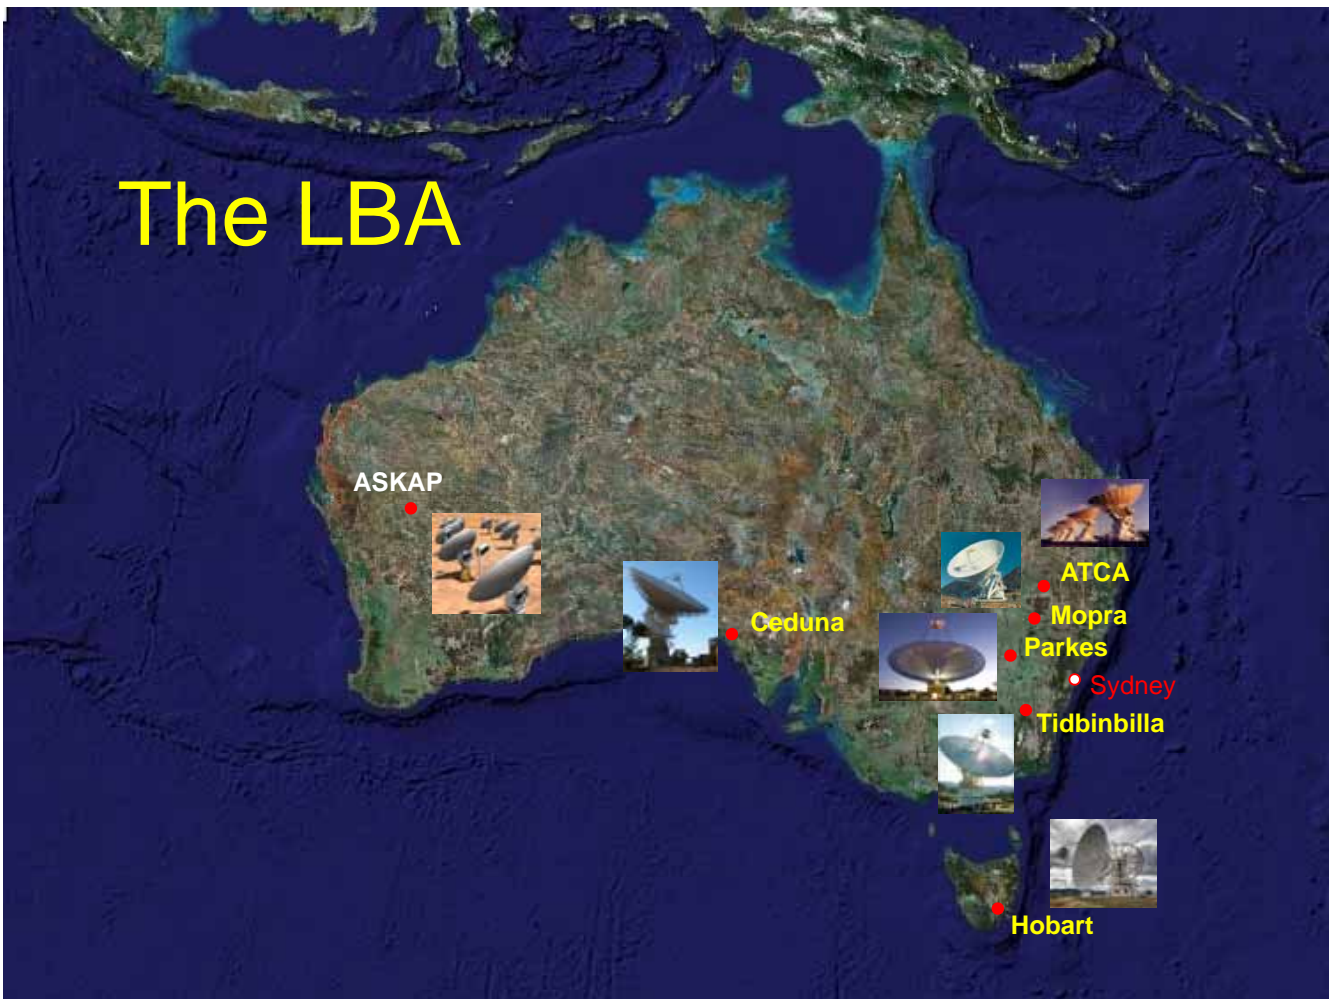 The LBA
ASKAP
ATCA
Mopra
Ceduna
Parkes
Sydney
Tidbinbilla
Hobart